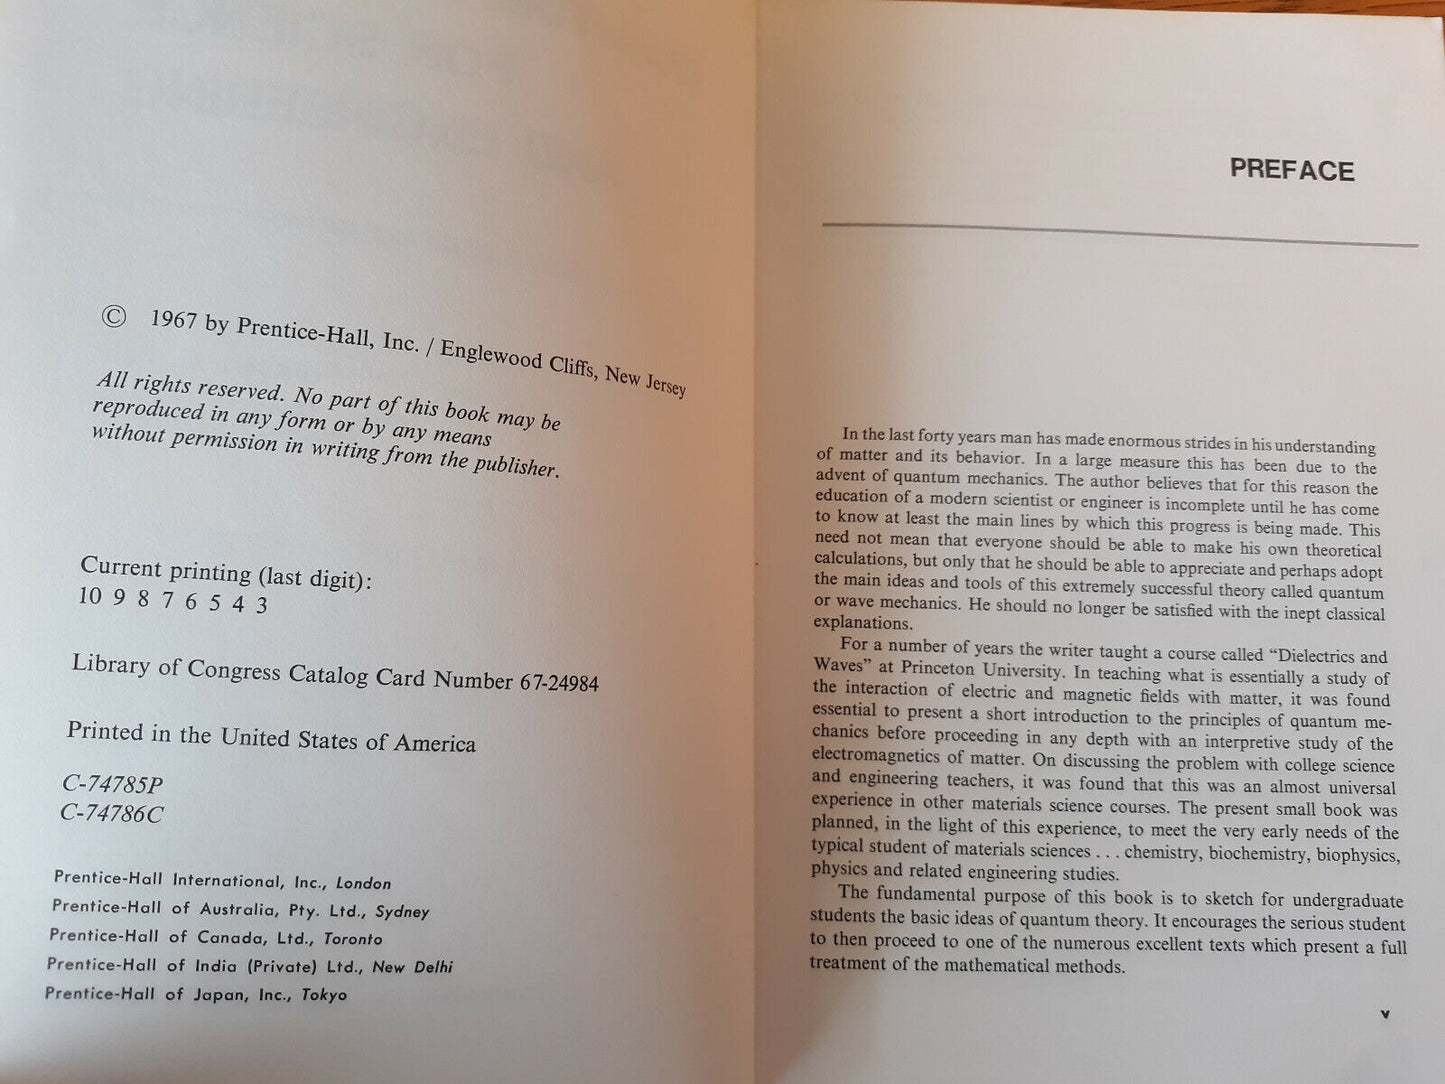 © 1967 by Prentice-Hall, Inc. / Englewood Cliffs, New Jersey
All rights reserved. No part of this book may be
reproduced in any form or by any means
without permission in writing from the publisher.
Current printing (last digit):
10 9 8 7 6 5 4 3
Library of Congress Catalog Card Number 67-24984
Printed in the United States of America
C-74785P
C-74786C
Prentice-Hall International, Inc., London
Prentice-Hall of Australia, Pty. Ltd., Sydney
Prentice-Hall of Canada, Ltd., Toronto
Prentice-Hall of India (Private) Ltd., New Delhi
Prentice-Hall of Japan, Inc., Tokyo
PREFACE
In the last forty years man has made enormous strides in his understanding
of matter and its behavior. In a large measure this has been due to the
advent of quantum mechanics. The author believes that for this reason the
education of a modern scientist or engineer is incomplete until he has come
to know at least the main lines by which this progress is being made. This
need not mean that everyone should be able to make his own theoretical
calculations, but only that he should be able to appreciate and perhaps adopt
the main ideas and tools of this extremely successful theory called quantum
or wave mechanics. He should no longer be satisfied with the inept classical
explanations.
For a number of years the writer taught a course called “Dielectrics and
Waves” at Princeton University. In teaching what is essentially a study of
the interaction of electric and magnetic fields with matter, it was found
essential to present a short introduction to the principles of quantum me-
chanics before proceeding in any depth with an interpretive study of the
electromagnetics of matter. On discussing the problem with college science
and engineering teachers, it was found that this was an almost universal
experience in other materials science courses. The present small book was
planned, in the light of this experience, to meet the very early needs of the
typical student of materials sciences . . . chemistry, biochemistry, biophysics,
physics and related engineering studies.
The fundamental purpose of this book is to sketch for undergraduate
students the basic ideas of quantum theory. It encourages the serious student
to then proceed to one of the numerous excellent texts which present a full
treatment of the mathematical methods.
v